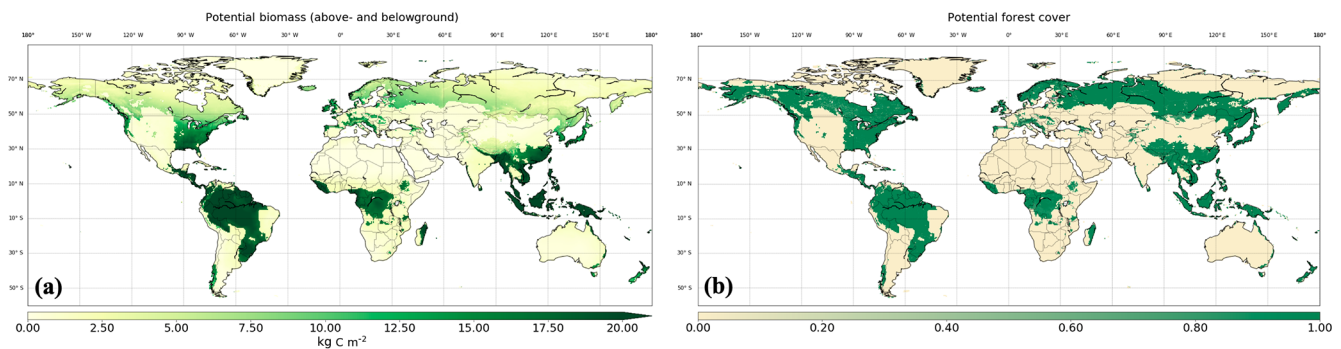 Potential biomass (above- and belowground)
180° 150° W 120° W 90° W 60° W 30° W 0° 30° E 60° E 90° E 120° E 150° E 180°
70° N
50° N
30° N
10° N
10° S
30° S
50° S
(a)
0.00 2.50 5.00 7.50 10.00 12.50 15.00 17.50 20.00
kg C m⁻²
Potential forest cover
180° 150° W 120° W 90° W 60° W 30° W 0° 30° E 60° E 90° E 120° E 150° E 180°
70° N
50° N
30° N
10° N
10° S
30° S
50° S
(b)
0.00 0.20 0.40 0.60 0.80 1.00